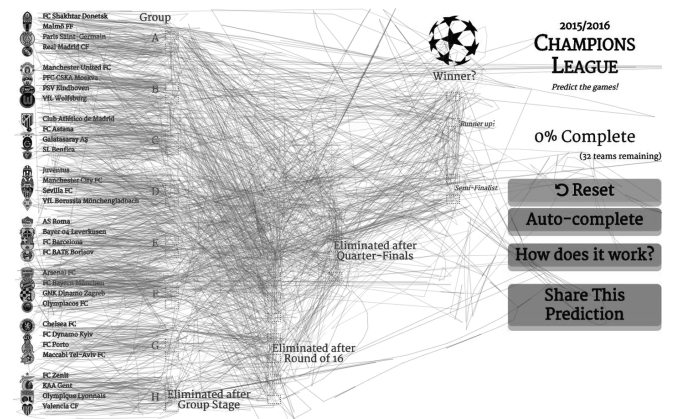 Group
FC Shakhtar Donetsk
Malmö FF
Paris Saint-Germain
Real Madrid CF
A
Manchester United FC
PFC CSKA Moskva
PSV Eindhoven
VfL Wolfsburg
B
Club Atlético de Madrid
FC Astana
Galatasaray AŞ
SL Benfica
C
Juventus
Manchester City FC
Sevilla FC
VfL Borussia Mönchengladbach
D
AS Roma
Bayer 04 Leverkusen
FC Barcelona
FC BATE Borisov
E
Arsenal FC
FC Bayern München
GNK Dinamo Zagreb
Olympiacos FC
F
Chelsea FC
FC Dynamo Kyiv
FC Porto
Maccabi Tel-Aviv FC
G
FC Zenit
KAA Gent
Olympique Lyonnais
Valencia CF
H
Eliminated after
Group Stage
Eliminated after
Round of 16
Eliminated after
Quarter-Finals
Semi-Finalist
Runner up?
Winner?
2015/2016
CHAMPIONS
LEAGUE
Predict the games!
0% Complete
(32 teams remaining)
Reset
Auto-complete
How does it work?
Share This
Prediction